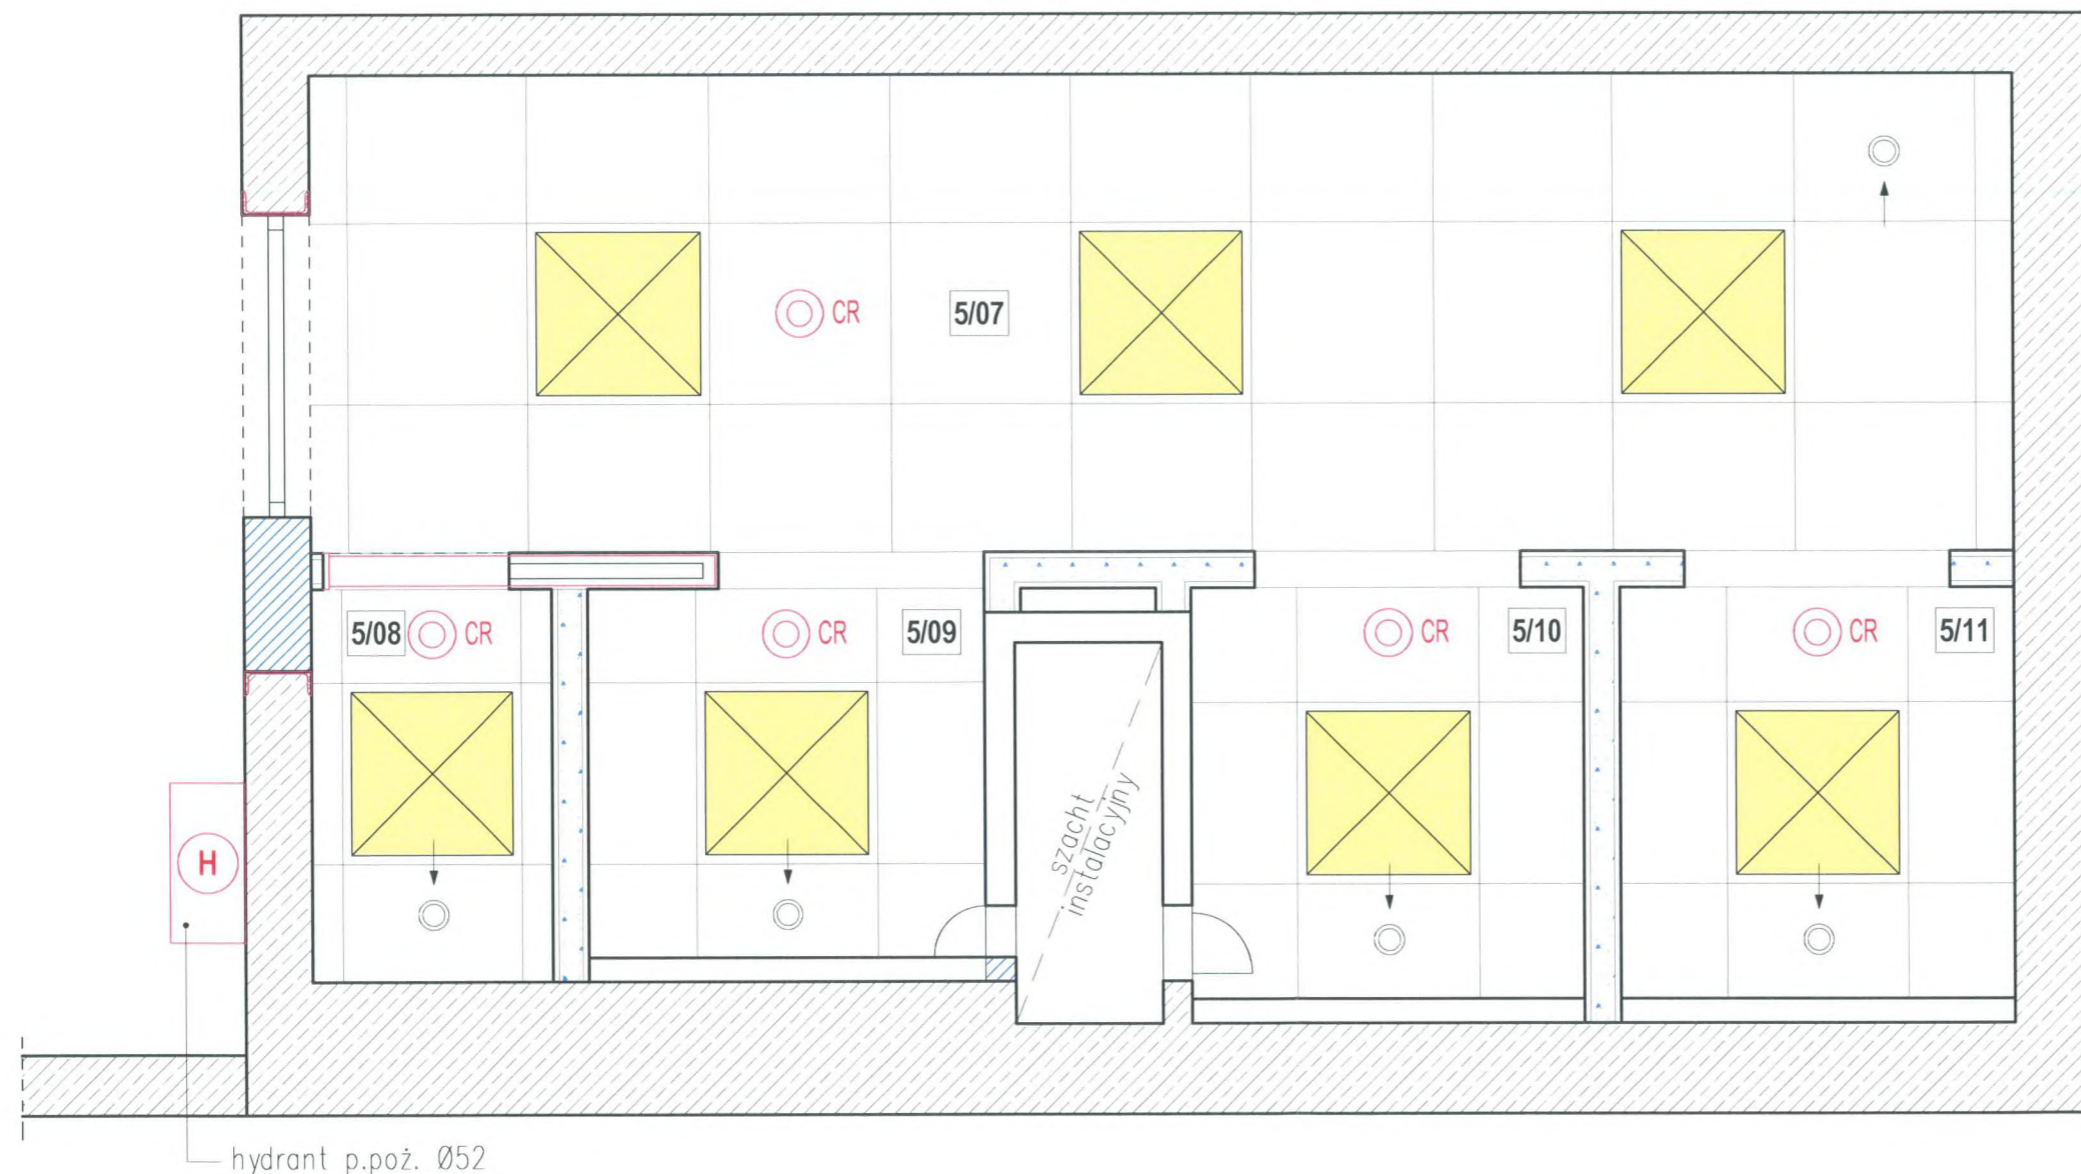 CR 5/07
5/08 CR
CR 5/09
CR 5/10
CR 5/11
szacht
instalacyjny
H
hydrant p.poż. Ø52